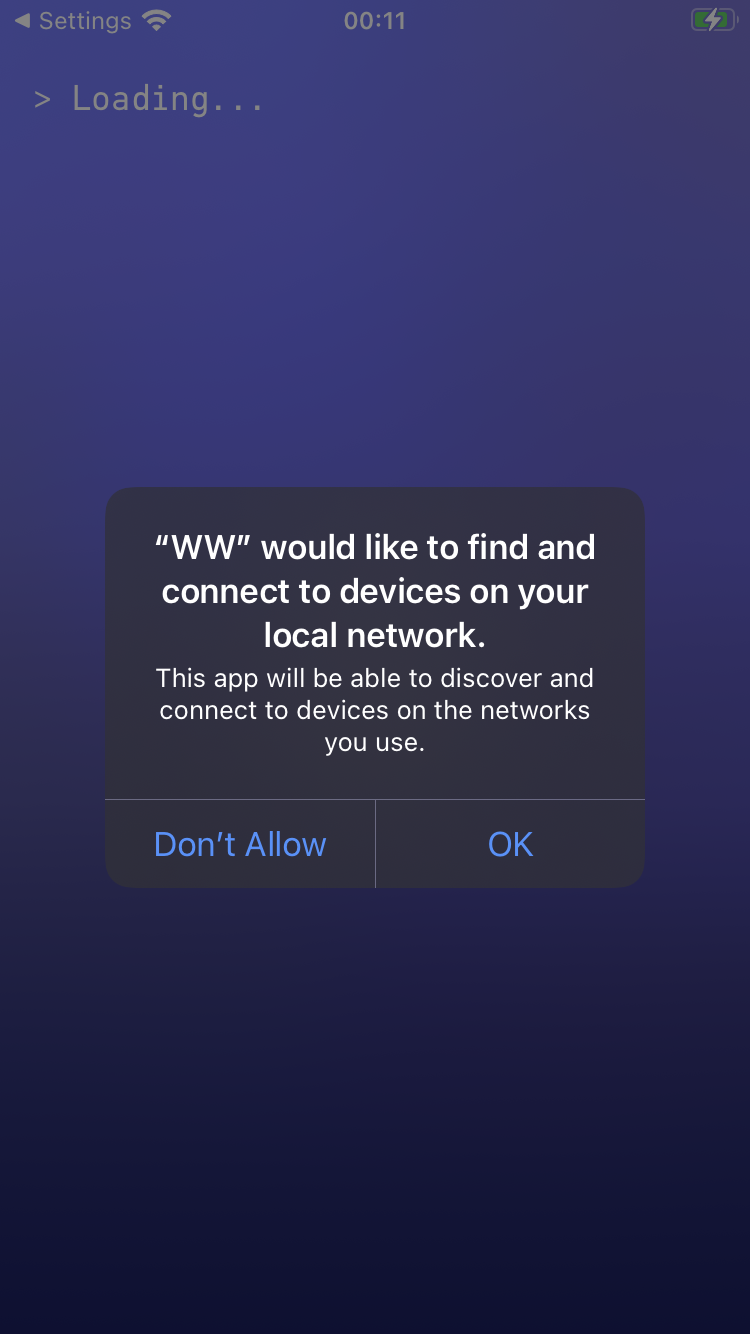 Settings 00:11
> Loading...
“WW” would like to find and
connect to devices on your
local network.
This app will be able to discover and
connect to devices on the networks
you use.
Don’t Allow OK